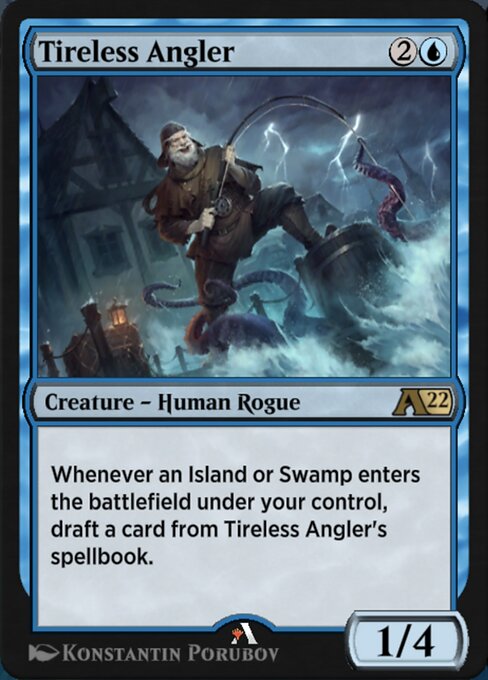 Tireless Angler 2
Creature – Human Rogue A22
Whenever an Island or Swamp enters
the battlefield under your control,
draft a card from Tireless Angler's
spellbook.
1/4
KONSTANTIN PORUBOV